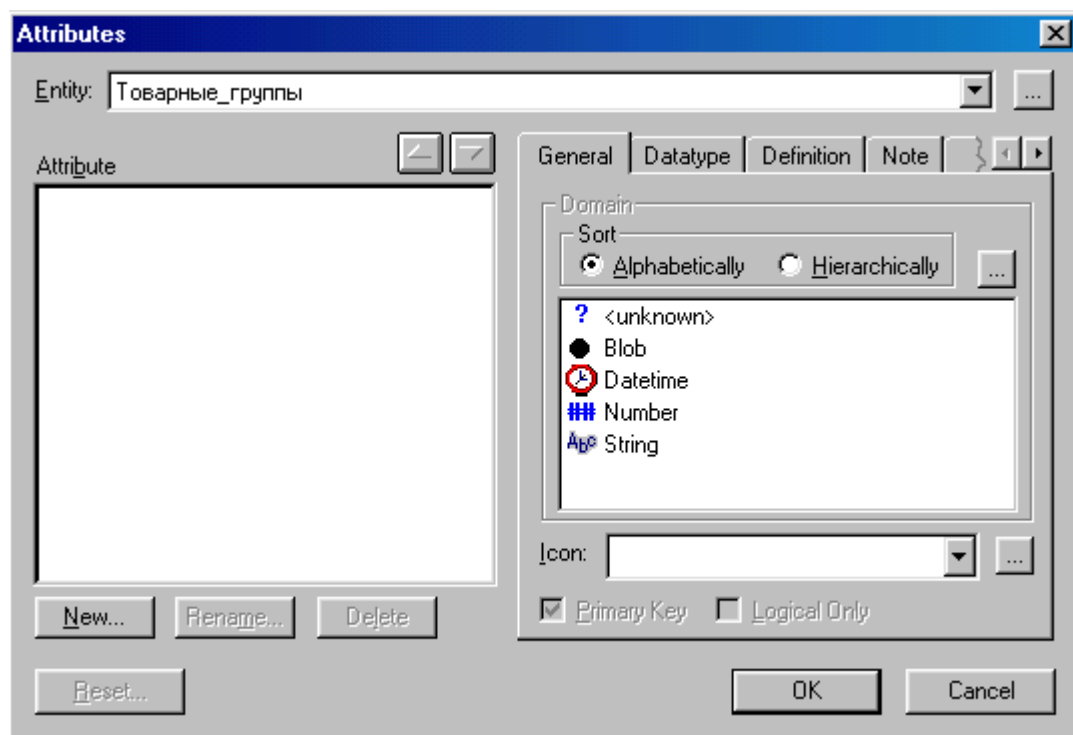 Attributes
Entity: Товарные_группы ...
Attribute
General Datatype Definition Note
Domain
Sort
Alphabetically Hierarchically ...
? <unknown>
Blob
Datetime
## Number
Abc String
Icon: ...
New... Rename... Delete
Primary Key Logical Only
Reset... OK Cancel